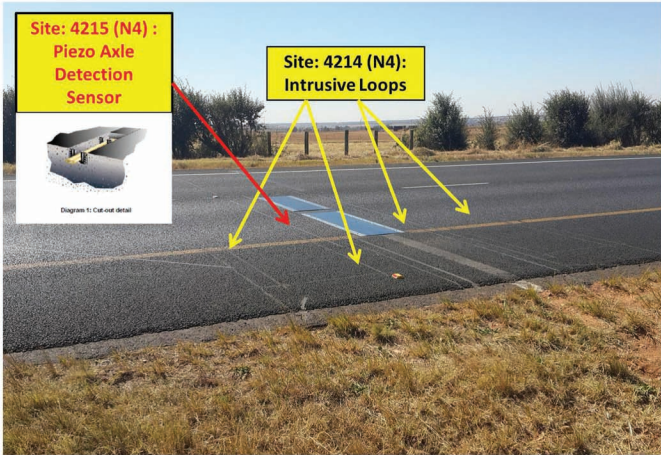 Site: 4215 (N4) :
Piezo Axle
Detection
Sensor
Site: 4214 (N4):
Intrusive Loops
Diagram 1: Cut-out detail